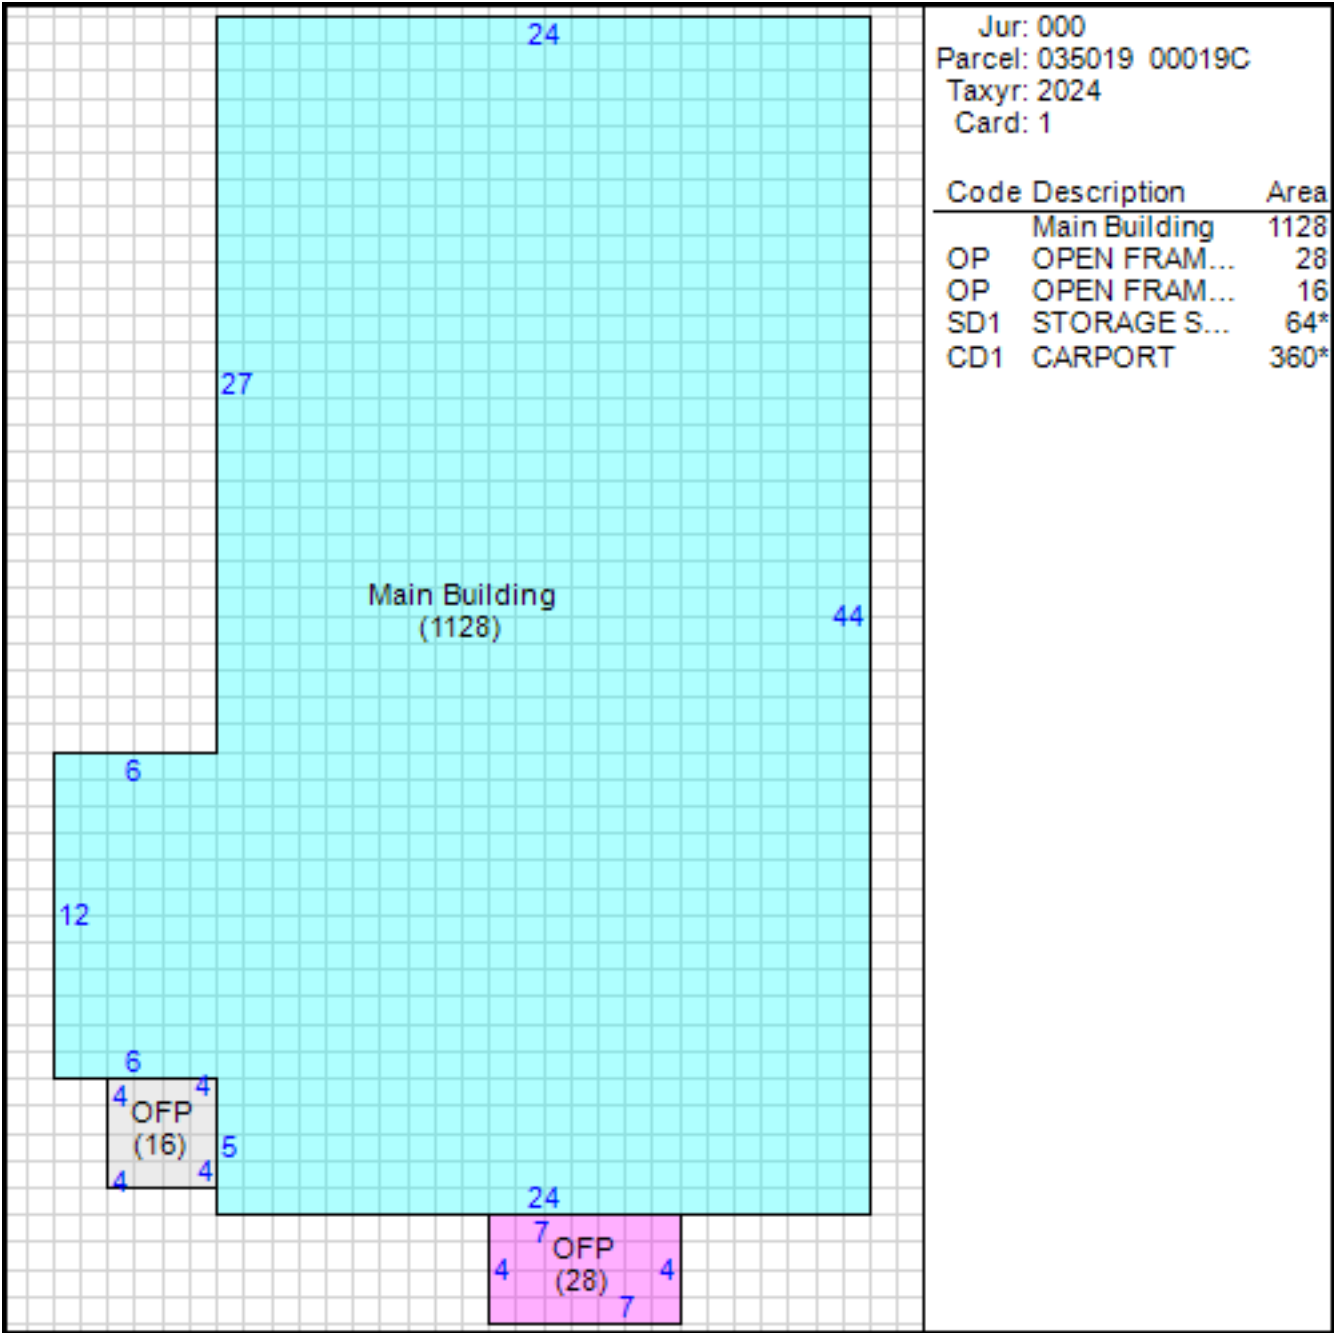 24
27
Main Building
(1128)
44
6
12
6
4 4
OFP
(16)
4 4
5
24
7
OFP
(28)
4 4
7
Jur: 000
Parcel: 035019 00019C
Taxyr: 2024
Card: 1
Code Description Area
Main Building 1128
OP OPEN FRAM... 28
OP OPEN FRAM... 16
SD1 STORAGE S... 64*
CD1 CARPORT 360*